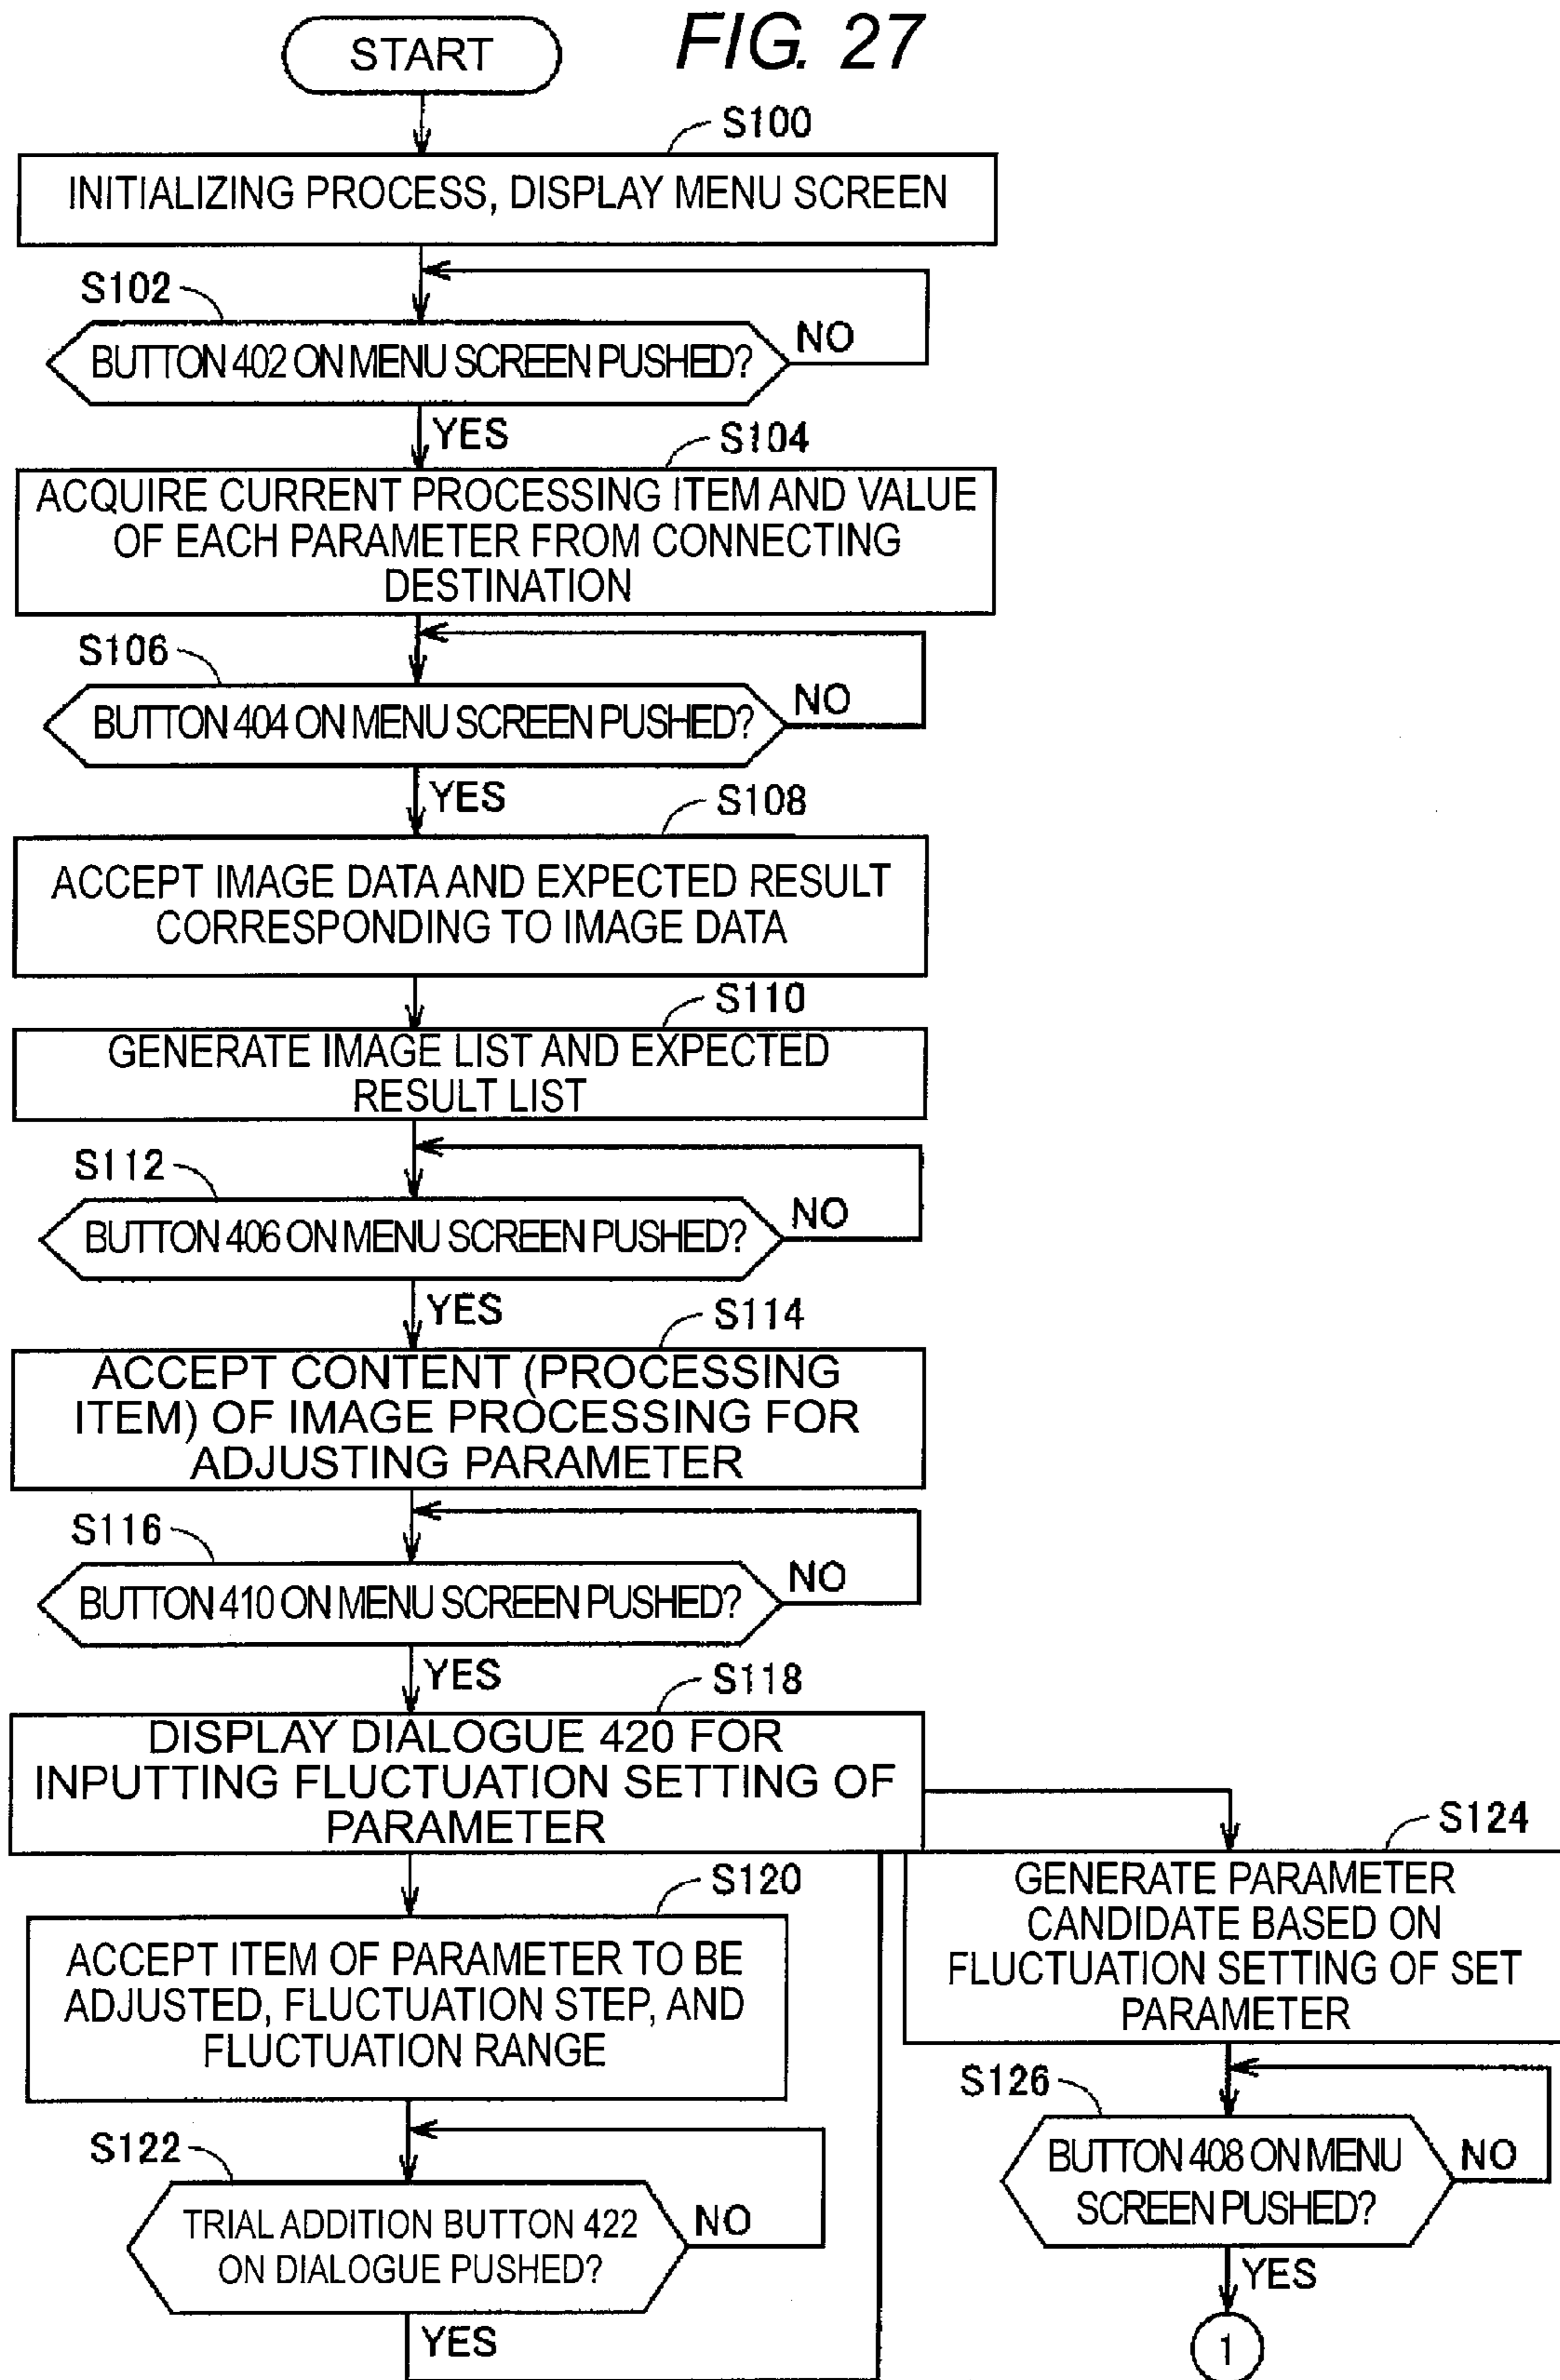 FIG. 27
START
S100
INITIALIZING PROCESS, DISPLAY MENU SCREEN
S102
BUTTON 402 ON MENU SCREEN PUSHED?
NO
YES
S104
ACQUIRE CURRENT PROCESSING ITEM AND VALUE
OF EACH PARAMETER FROM CONNECTING
DESTINATION
S106
BUTTON 404 ON MENU SCREEN PUSHED?
NO
YES
S108
ACCEPT IMAGE DATA AND EXPECTED RESULT
CORRESPONDING TO IMAGE DATA
S110
GENERATE IMAGE LIST AND EXPECTED
RESULT LIST
S112
BUTTON 406 ON MENU SCREEN PUSHED?
NO
YES
S114
ACCEPT CONTENT (PROCESSING
ITEM) OF IMAGE PROCESSING FOR
ADJUSTING PARAMETER
S116
BUTTON 410 ON MENU SCREEN PUSHED?
NO
YES
S118
DISPLAY DIALOGUE 420 FOR
INPUTTING FLUCTUATION SETTING OF
PARAMETER
S120
ACCEPT ITEM OF PARAMETER TO BE
ADJUSTED, FLUCTUATION STEP, AND
FLUCTUATION RANGE
S122
TRIAL ADDITION BUTTON 422
ON DIALOGUE PUSHED?
NO
YES
S124
GENERATE PARAMETER
CANDIDATE BASED ON
FLUCTUATION SETTING OF SET
PARAMETER
S126
BUTTON 408 ON MENU
SCREEN PUSHED?
NO
YES
1